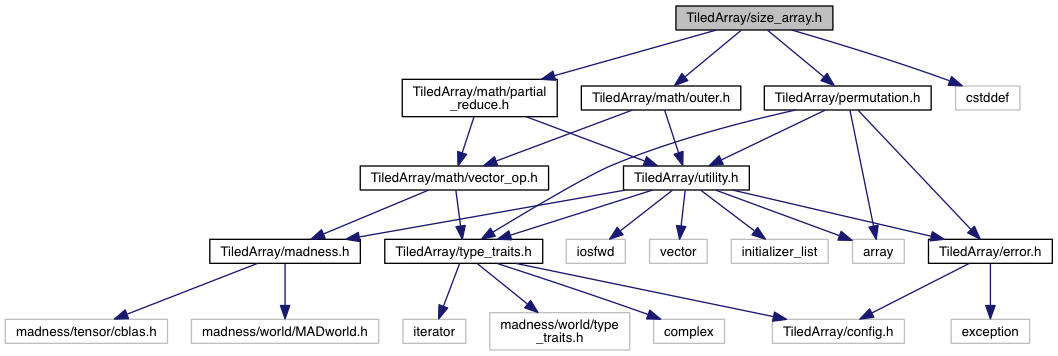 TiledArray/size_array.h
TiledArray/math/partial
_reduce.h
TiledArray/math/outer.h
TiledArray/permutation.h
cstddef
TiledArray/math/vector_op.h
TiledArray/utility.h
TiledArray/madness.h
TiledArray/type_traits.h
iosfwd
vector
initializer_list
array
TiledArray/error.h
madness/tensor/cblas.h
madness/world/MADworld.h
iterator
madness/world/type
_traits.h
complex
TiledArray/config.h
exception